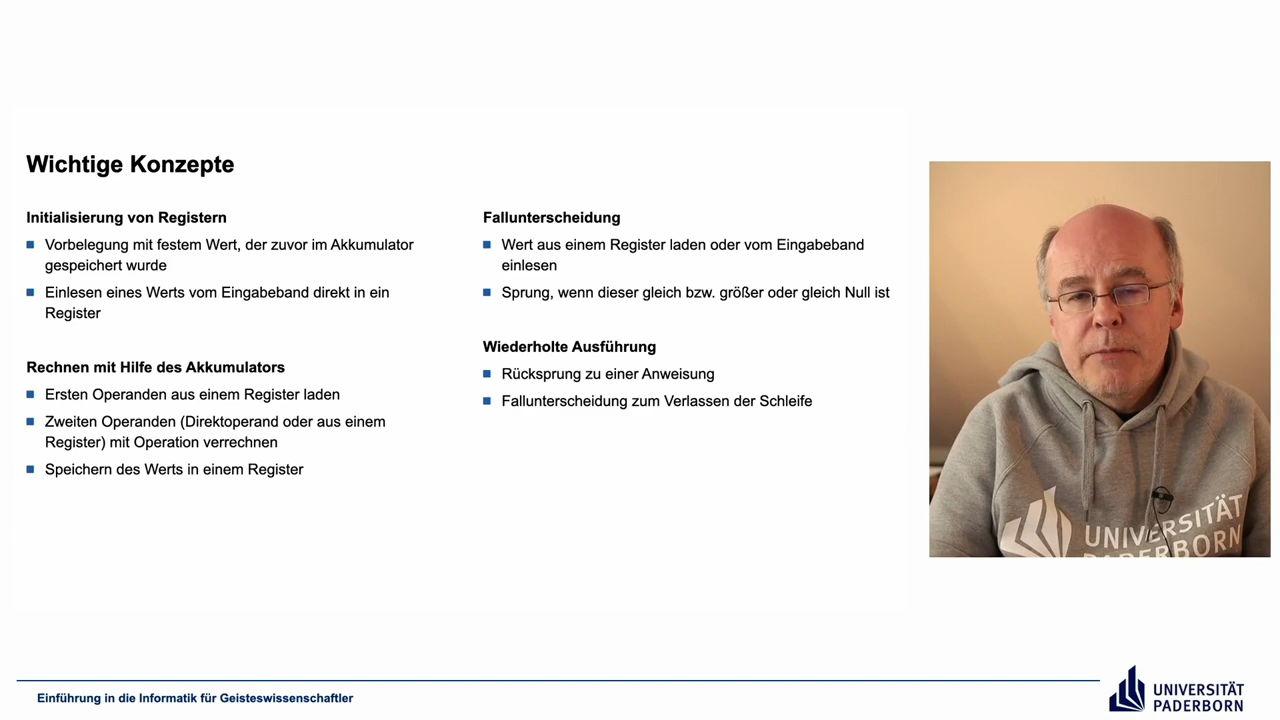 Wichtige Konzepte
Initialisierung von Registern
Vorbelegung mit festem Wert, der zuvor im Akkumulator
gespeichert wurde
Einlesen eines Werts vom Eingabeband direkt in ein
Register
Rechnen mit Hilfe des Akkumulators
Ersten Operanden aus einem Register laden
Zweiten Operanden (Direktoperand oder aus einem
Register) mit Operation verrechnen
Speichern des Werts in einem Register
Fallunterscheidung
Wert aus einem Register laden oder vom Eingabeband
einlesen
Sprung, wenn dieser gleich bzw. größer oder gleich Null ist
Wiederholte Ausführung
Rücksprung zu einer Anweisung
Fallunterscheidung zum Verlassen der Schleife
UNIVERSITÄT
PADERBORN
Einführung in die Informatik für Geisteswissenschaftler
UNIVERSITÄT
PADERBORN